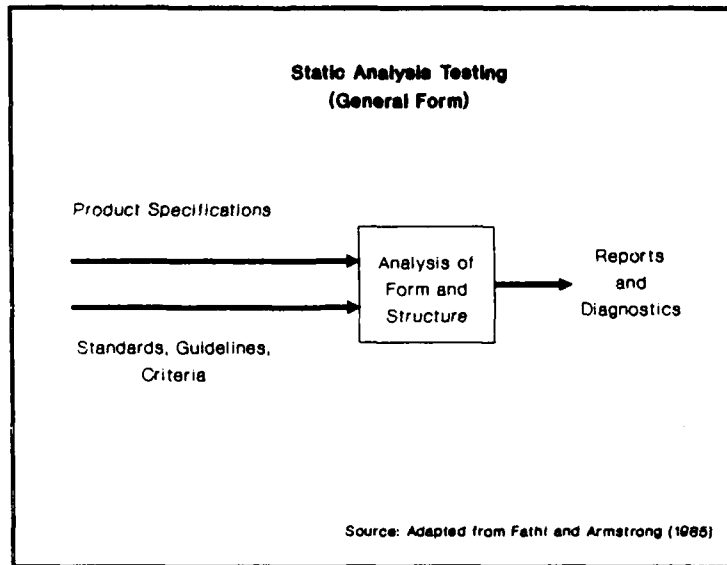 Static Analysis Testing
(General Form)
Product Specifications
Analysis of
Form and
Structure
Reports
and
Diagnostics
Standards, Guidelines,
Criteria
Source: Adapted from Fathi and Armstrong (1985)